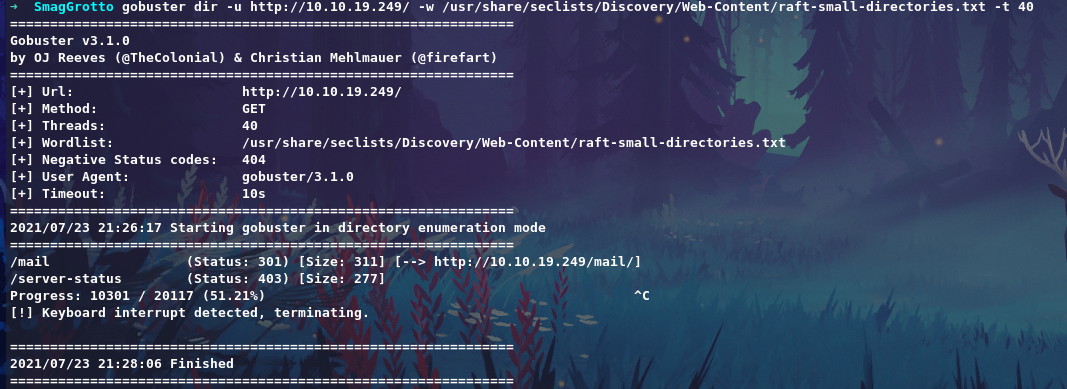 → SmagGrotto gobuster dir -u http://10.10.19.249/ -w /usr/share/seclists/Discovery/Web-Content/raft-small-directories.txt -t 40
===============================================================
Gobuster v3.1.0
by OJ Reeves (@TheColonial) & Christian Mehlmauer (@firefart)
===============================================================
[+] Url:                     http://10.10.19.249/
[+] Method:                  GET
[+] Threads:                 40
[+] Wordlist:                /usr/share/seclists/Discovery/Web-Content/raft-small-directories.txt
[+] Negative Status codes:   404
[+] User Agent:              gobuster/3.1.0
[+] Timeout:                 10s
===============================================================
2021/07/23 21:26:17 Starting gobuster in directory enumeration mode
===============================================================
/mail                 (Status: 301) [Size: 311] [--> http://10.10.19.249/mail/]
/server-status        (Status: 403) [Size: 277]
Progress: 10301 / 20117 (51.21%)                                               ^C
[!] Keyboard interrupt detected, terminating.
===============================================================
2021/07/23 21:28:06 Finished
===============================================================